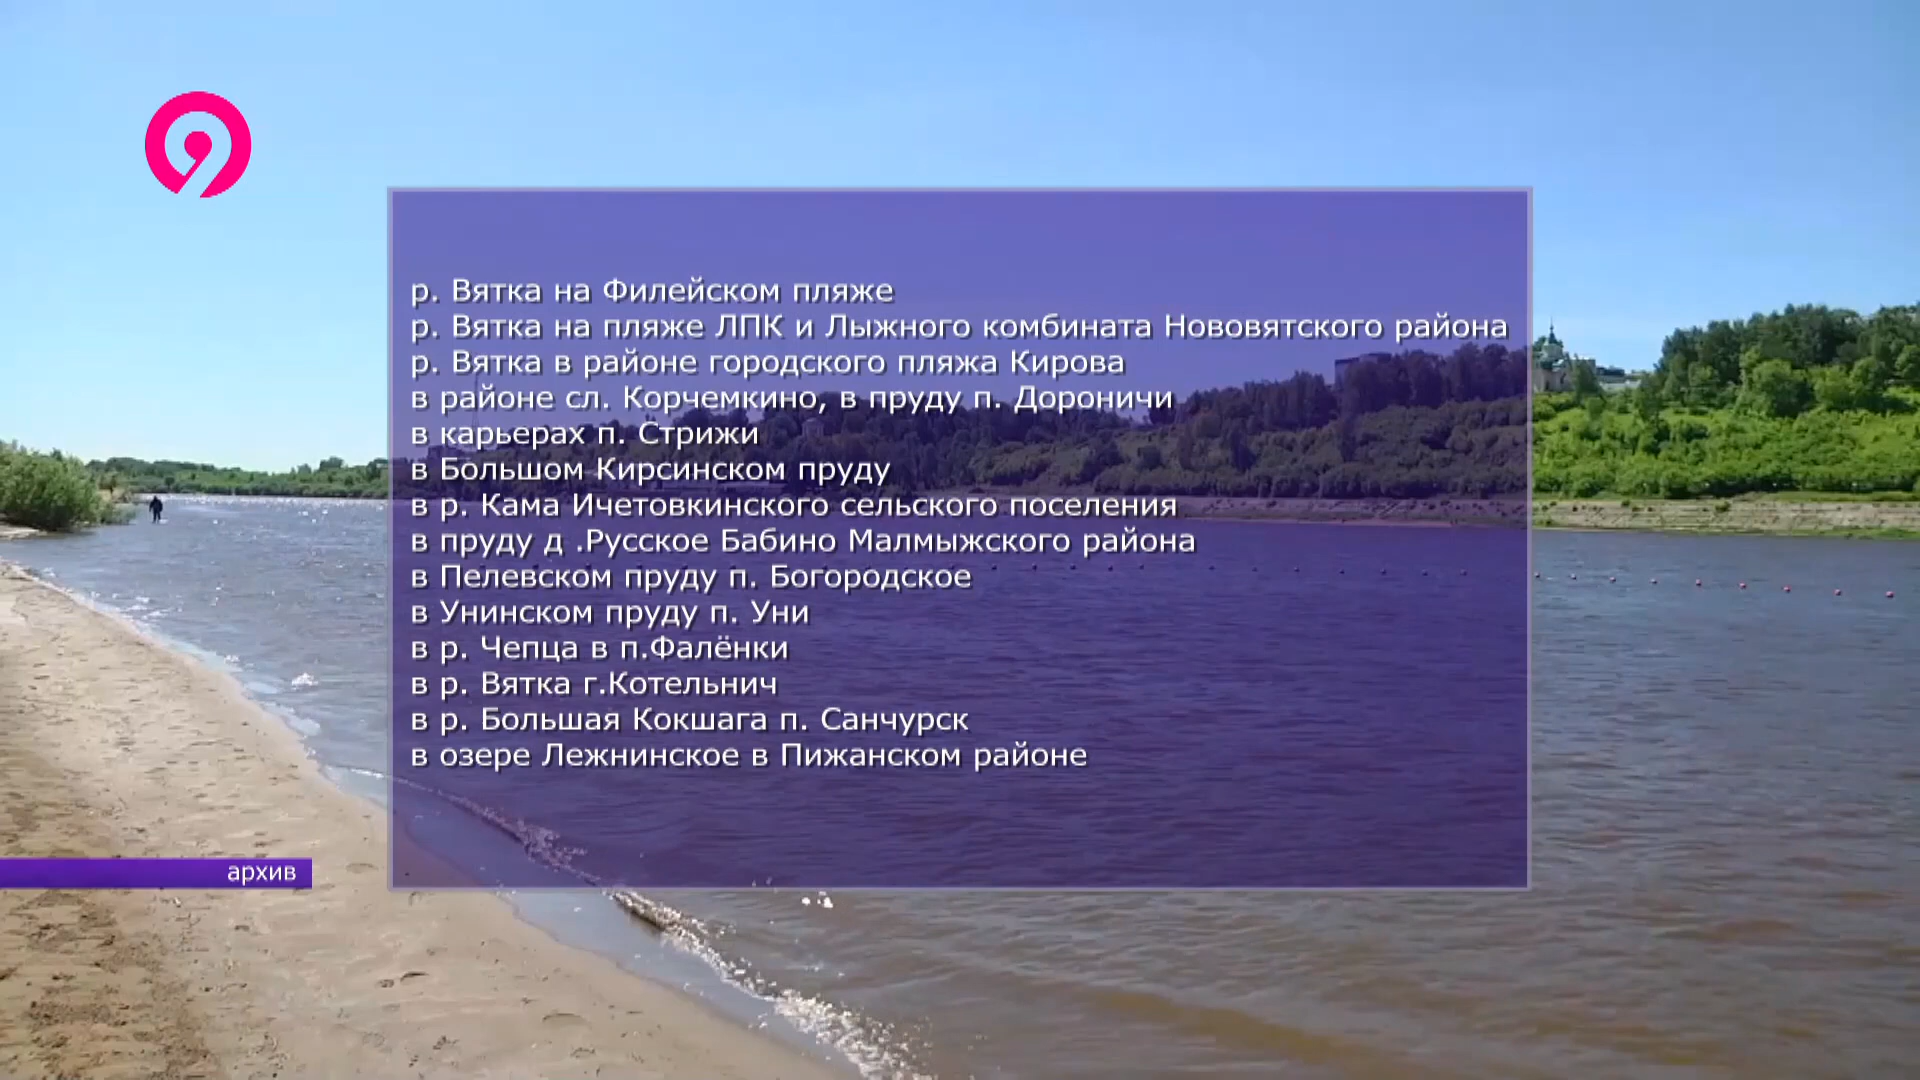 р. Вятка на Филейском пляже
р. Вятка на пляже ЛПК и Лыжного комбината Нововятского района
р. Вятка в районе городского пляжа Кирова
в районе сл. Корчемкино, в пруду п. Дороничи
в карьерах п. Стрижи
в Большом Кирсинском пруду
в р. Кама Ичетовкинского сельского поселения
в пруду д .Русское Бабино Малмыжского района
в Пелевском пруду п. Богородское
в Унинском пруду п. Уни
в р. Чепца в п.Фалёнки
в р. Вятка г.Котельнич
в р. Большая Кокшага п. Санчурск
в озере Лежнинское в Пижанском районе
архив